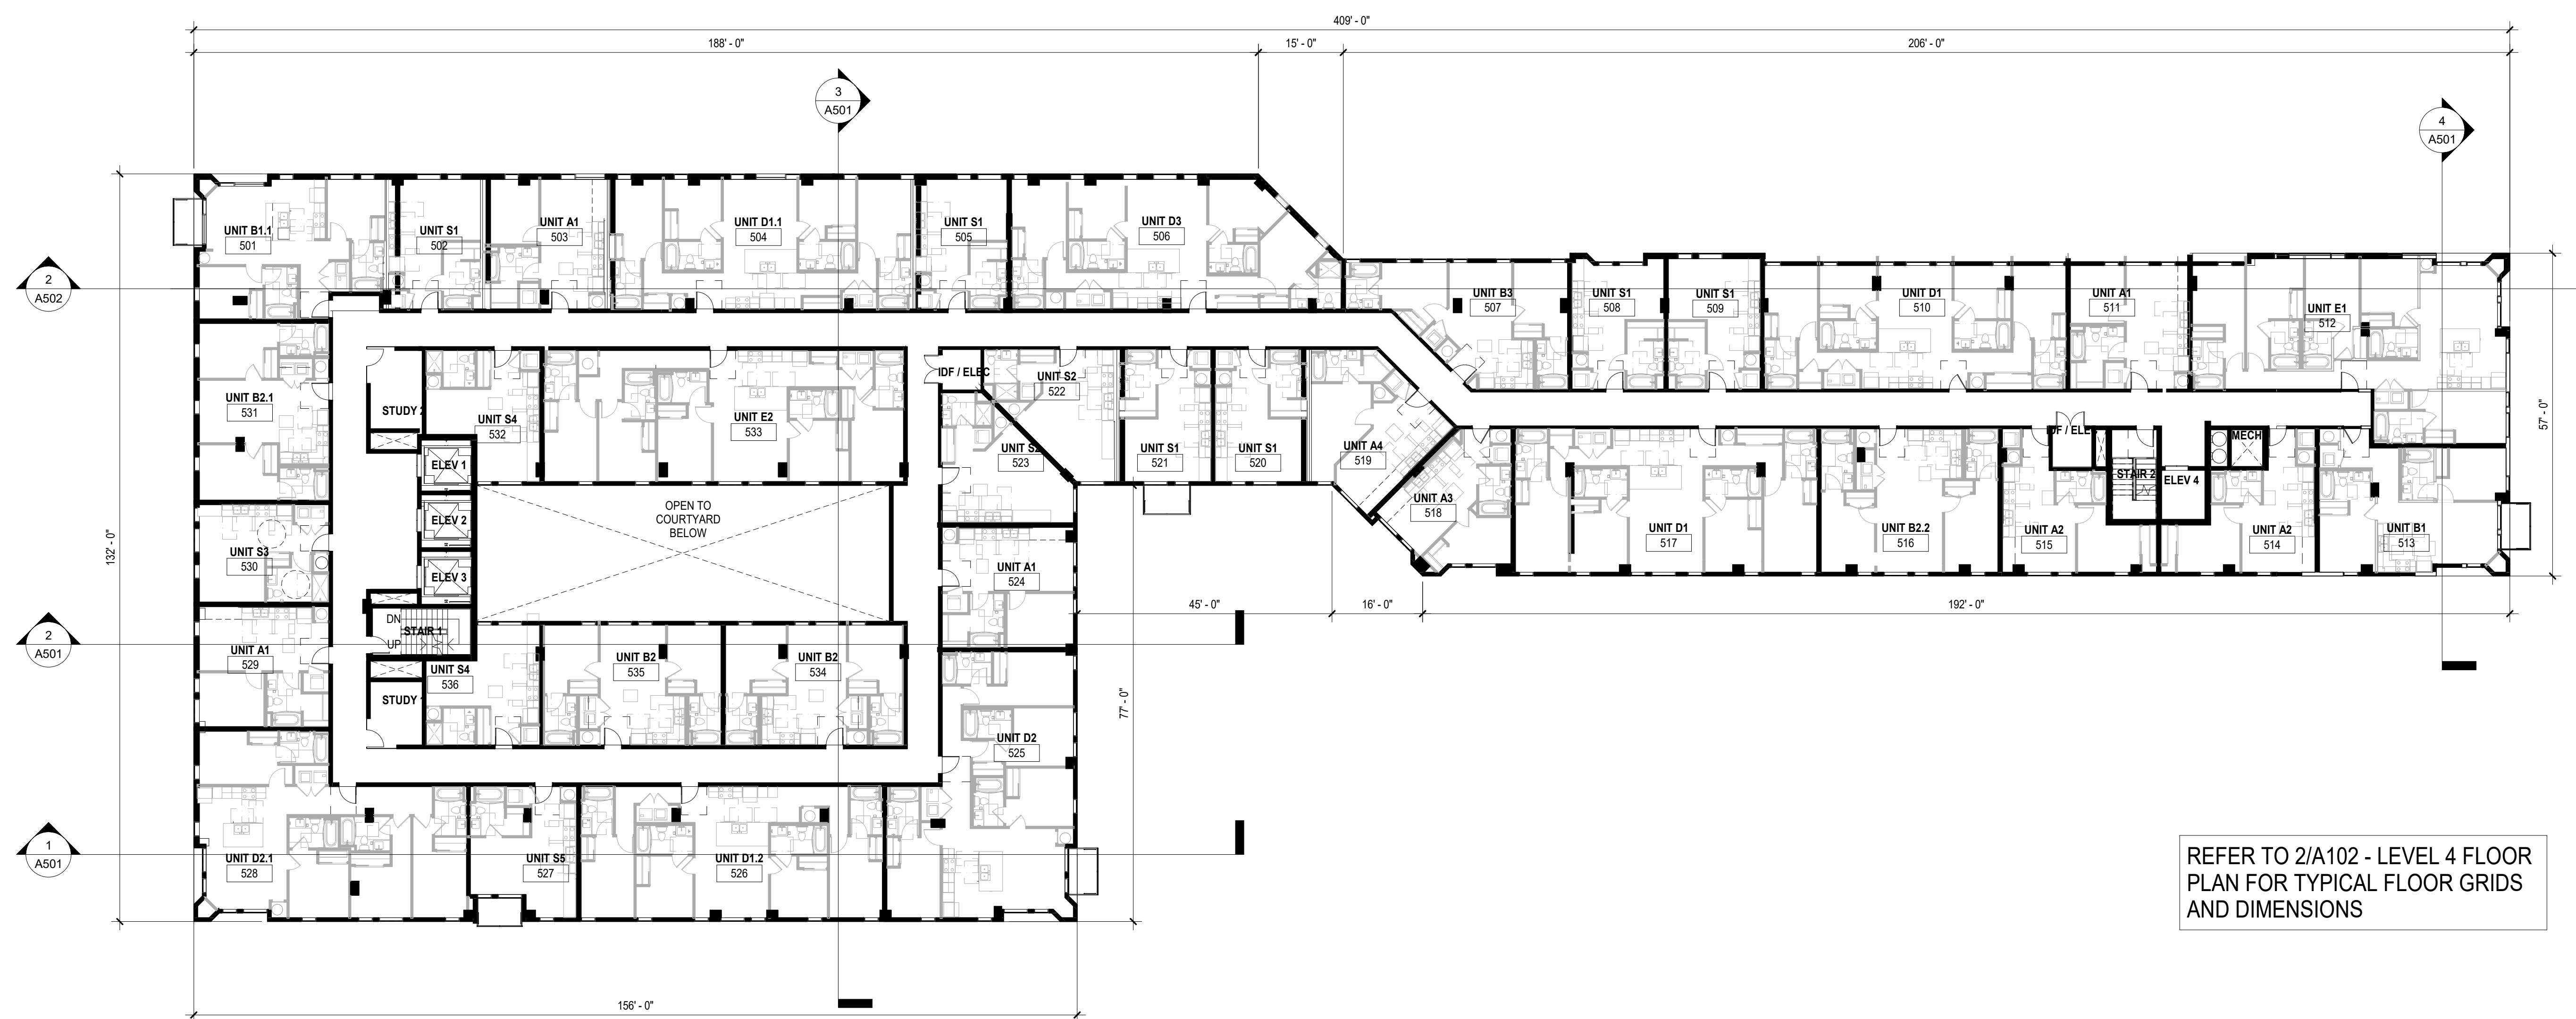 409' - 0"
188' - 0"
15' - 0"
206' - 0"
3
A501
4
A501
UNIT B1.1
501
UNIT S1
502
UNIT A1
503
UNIT D1.1
504
UNIT S1
505
UNIT D3
506
2
A502
UNIT B3
507
UNIT S1
508
UNIT S1
509
UNIT D1
510
UNIT A1
511
UNIT E1
512
IDF / ELEC
UNIT B2.1
531
STUDY
UNIT S4
532
UNIT E2
533
UNIT S2
522
UNIT S2
523
UNIT S1
521
UNIT S1
520
UNIT A4
519
57' - 0"
ELEV 1
ELEV 2
ELEV 3
OPEN TO
COURTYARD
BELOW
132' - 0"
UNIT S3
530
UNIT A1
524
UNIT A3
518
UNIT D1
517
UNIT B2.2
516
UNIT A2
515
IDF / ELE
STAIR 2
ELEV 4
MECH
UNIT A2
514
UNIT B1
513
45' - 0"
16' - 0"
192' - 0"
2
A501
UNIT A1
529
DN
STAIR 1
UP
UNIT S4
536
STUDY
UNIT B2
535
UNIT B2
534
77' - 0"
UNIT D2
525
1
A501
UNIT D2.1
528
UNIT S5
527
UNIT D1.2
526
REFER TO 2/A102 - LEVEL 4 FLOOR
PLAN FOR TYPICAL FLOOR GRIDS
AND DIMENSIONS
156' - 0"